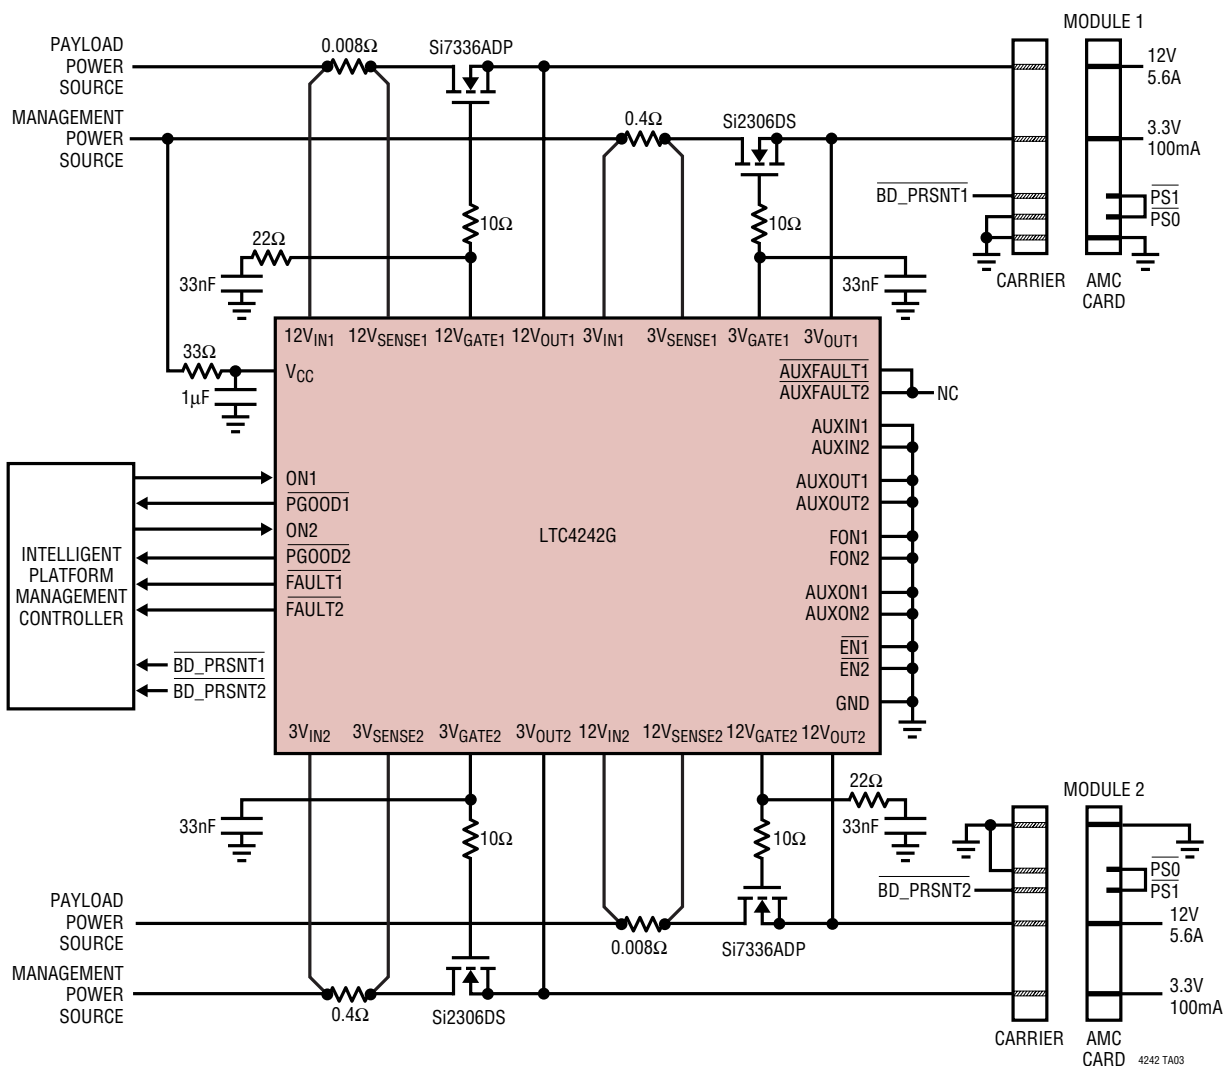 MODULE 1
PAYLOAD
POWER
SOURCE
0.008Ω
Si7336ADP
12V
5.6A
MANAGEMENT
POWER
SOURCE
0.4Ω
Si2306DS
3.3V
100mA
BD_PRSNT1
PS1
PS0
10Ω
10Ω
22Ω
33nF
33nF
CARRIER
AMC
CARD
12VIN1
12VSENSE1
12VGATE1
12VOUT1
3VIN1
3VSENSE1
3VGATE1
3VOUT1
33Ω
1µF
VCC
AUXFAULT1
AUXFAULT2
NC
AUXIN1
AUXIN2
AUXOUT1
AUXOUT2
FON1
FON2
AUXON1
AUXON2
EN1
EN2
GND
LTC4242G
ON1
PGOOD1
ON2
PGOOD2
FAULT1
FAULT2
BD_PRSNT1
BD_PRSNT2
INTELLIGENT
PLATFORM
MANAGEMENT
CONTROLLER
3VIN2
3VSENSE2
3VGATE2
3VOUT2
12VIN2
12VSENSE2
12VGATE2
12VOUT2
MODULE 2
33nF
10Ω
10Ω
22Ω
33nF
PS0
PS1
BD_PRSNT2
PAYLOAD
POWER
SOURCE
0.008Ω
Si7336ADP
12V
5.6A
MANAGEMENT
POWER
SOURCE
0.4Ω
Si2306DS
3.3V
100mA
CARRIER
AMC
CARD
4242 TA03